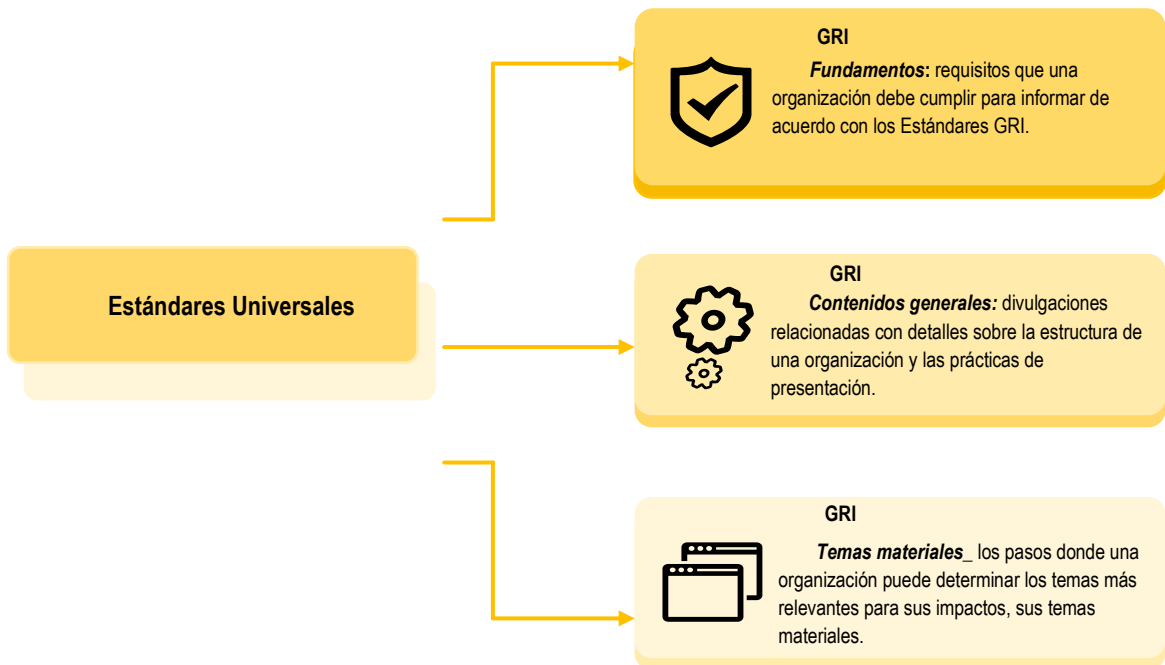 Estándares Universales
GRI
Fundamentos: requisitos que una
organización debe cumplir para informar de
acuerdo con los Estándares GRI.
GRI
Contenidos generales: divulgaciones
relacionadas con detalles sobre la estructura de
una organización y las prácticas de
presentación.
GRI
Temas materiales_ los pasos donde una
organización puede determinar los temas más
relevantes para sus impactos, sus temas
materiales.